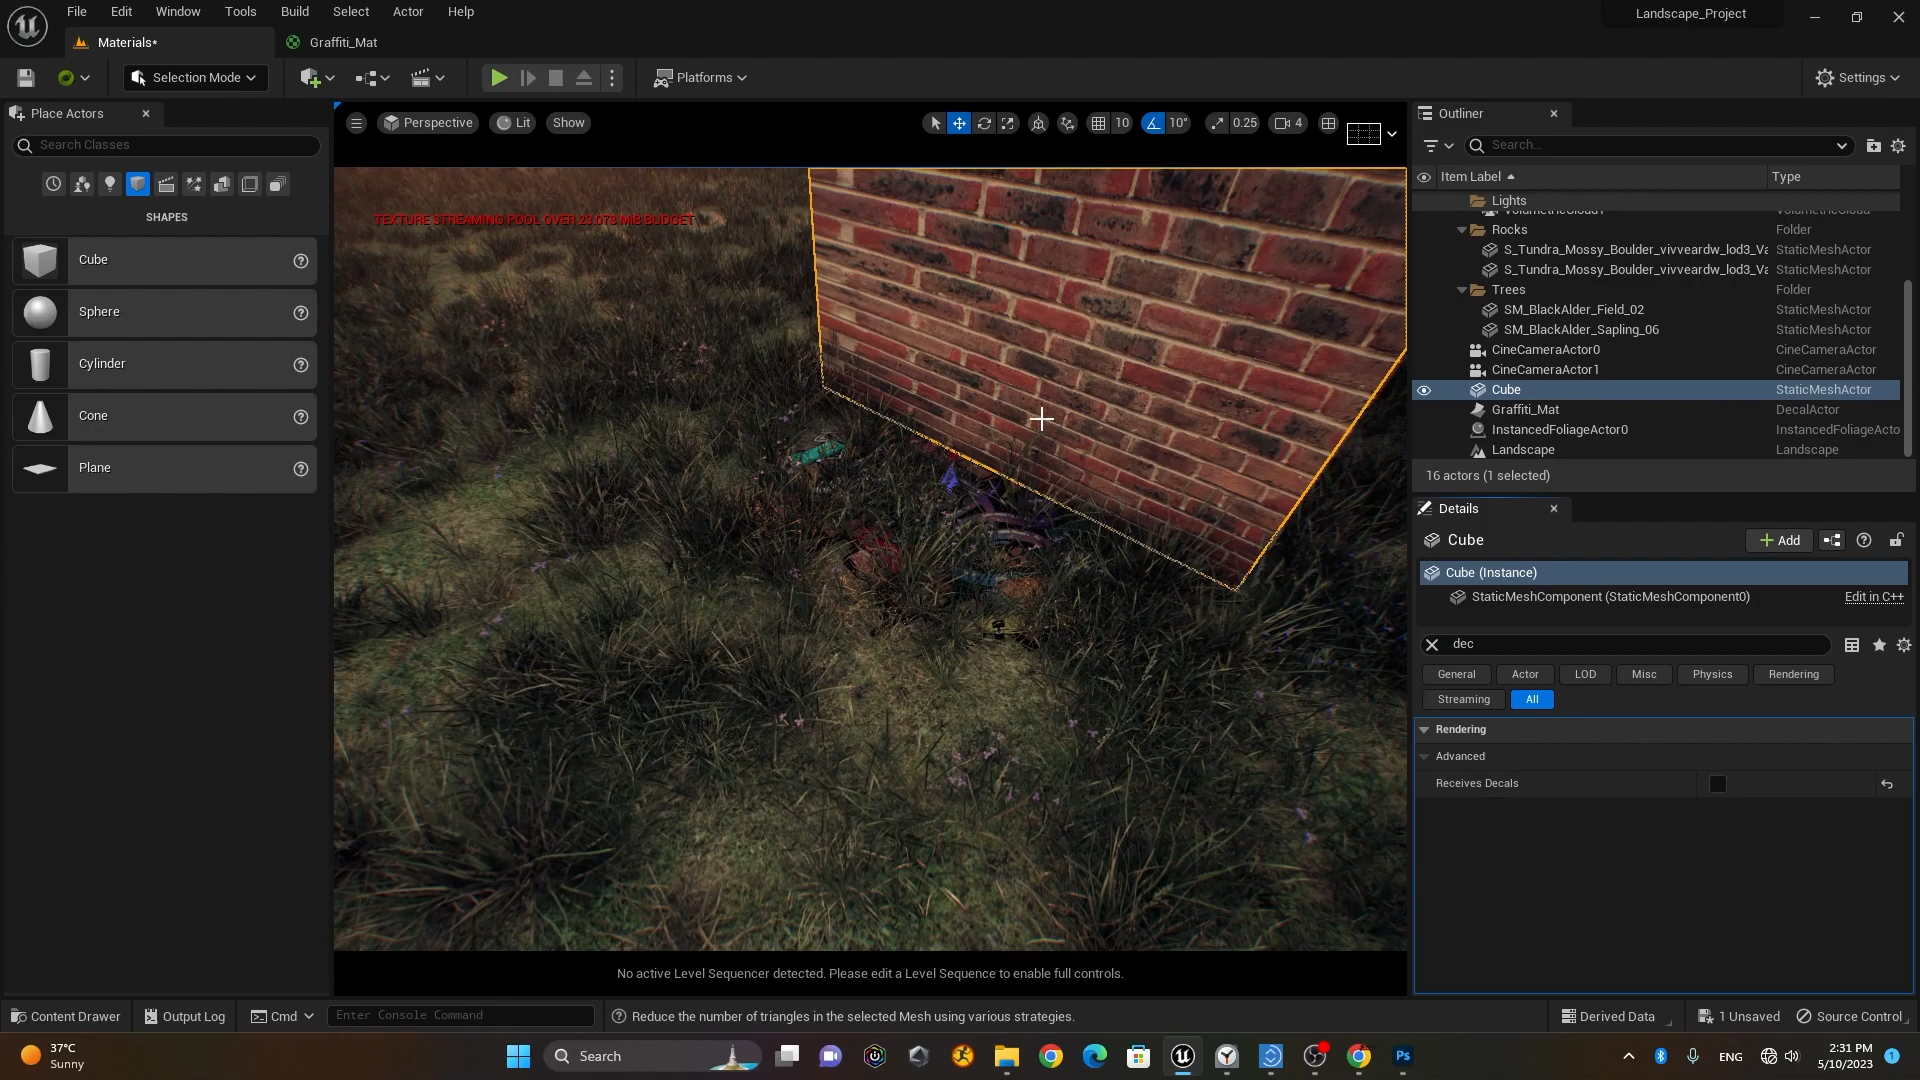 File Edit Window Tools Build Select Actor Help
Landscape_Project
Materials*
Graffiti_Mat
Selection Mode
Platforms
Settings
Place Actors
Search Classes
SHAPES
Cube
Sphere
Cylinder
Cone
Plane
Perspective
Lit
Show
10
10°
0.25
4
TEXTURE STREAMING POOL OVER 23.078 MIB BUDGET
No active Level Sequencer detected. Please edit a Level Sequence to enable full controls.
Outliner
Search...
Item Label Type
Lights
VolumetricCloud1 VolumetricCloud
Rocks Folder
S_Tundra_Mossy_Boulder_vivveardw_lod3_Va StaticMeshActor
S_Tundra_Mossy_Boulder_vivveardw_lod3_Va StaticMeshActor
Trees Folder
SM_BlackAlder_Field_02 StaticMeshActor
SM_BlackAlder_Sapling_06 StaticMeshActor
CineCameraActor0 CineCameraActor
CineCameraActor1 CineCameraActor
Cube StaticMeshActor
Graffiti_Mat DecalActor
InstancedFoliageActor0 InstancedFoliageActo
Landscape Landscape
16 actors (1 selected)
Details
Cube
Add
Cube (Instance)
StaticMeshComponent (StaticMeshComponent0) Edit in C++
dec
General Actor LOD Misc Physics Rendering
Streaming All
Rendering
Advanced
Receives Decals
Content Drawer
Output Log
Cmd
Enter Console Command
Reduce the number of triangles in the selected Mesh using various strategies.
Derived Data
1 Unsaved
Source Control
37°C
Sunny
Search
Ps
ENG
2:31 PM
5/10/2023
1